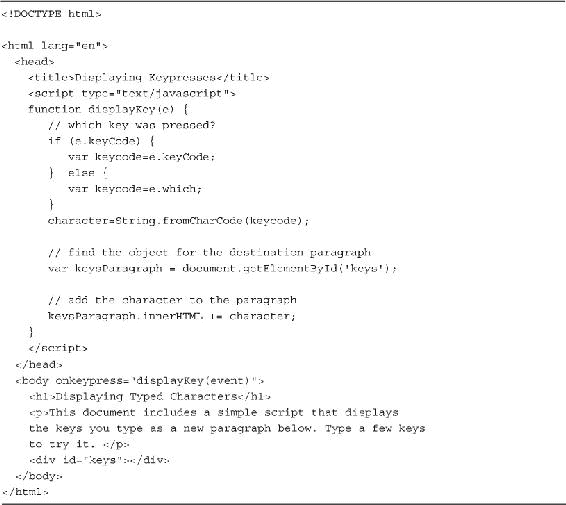 <!DOCTYPE html>
<html lang="en">
<head>
<title>Displaying Keypresses</title>
<script type="text/javascript">
function displayKey(e) {
// which key was pressed?
if (e.keyCode) {
var keycode=e.keyCode;
} else {
var keycode=e.which;
}
character=String.fromCharCode(keycode);
// find the object for the destination paragraph
var keysParagraph = document.getElementById('keys');
// add the character to the paragraph
keysParagraph.innerHTML += character;
}
</script>
</head>
<body onkeypress="displayKey(event)">
<h1>Displaying Typed Characters</h1>
<p>This document includes a simple script that displays
the keys you type as a new paragraph below. Type a few keys
to try it. </p>
<div id="keys"></div>
</body>
</html>